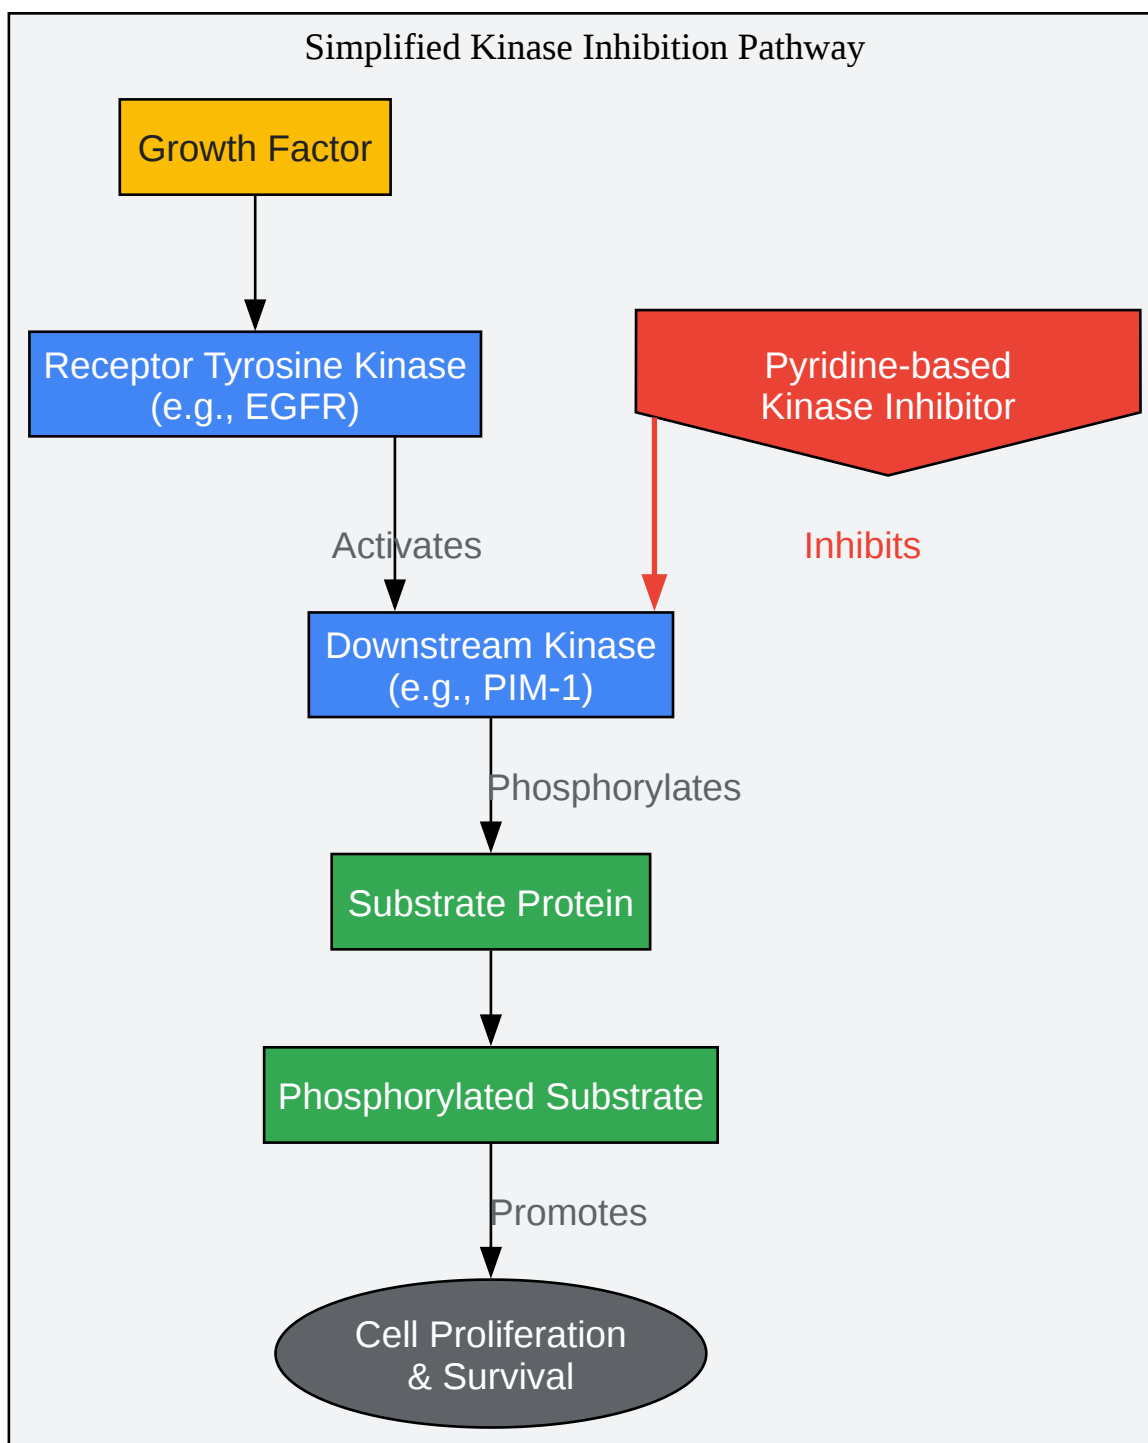 Simplified Kinase Inhibition Pathway
Growth Factor
Receptor Tyrosine Kinase
(e.g., EGFR)
Pyridine-based
Kinase Inhibitor
Activates
Inhibits
Downstream Kinase
(e.g., PIM-1)
Phosphorylates
Substrate Protein
Phosphorylated Substrate
Promotes
Cell Proliferation
& Survival